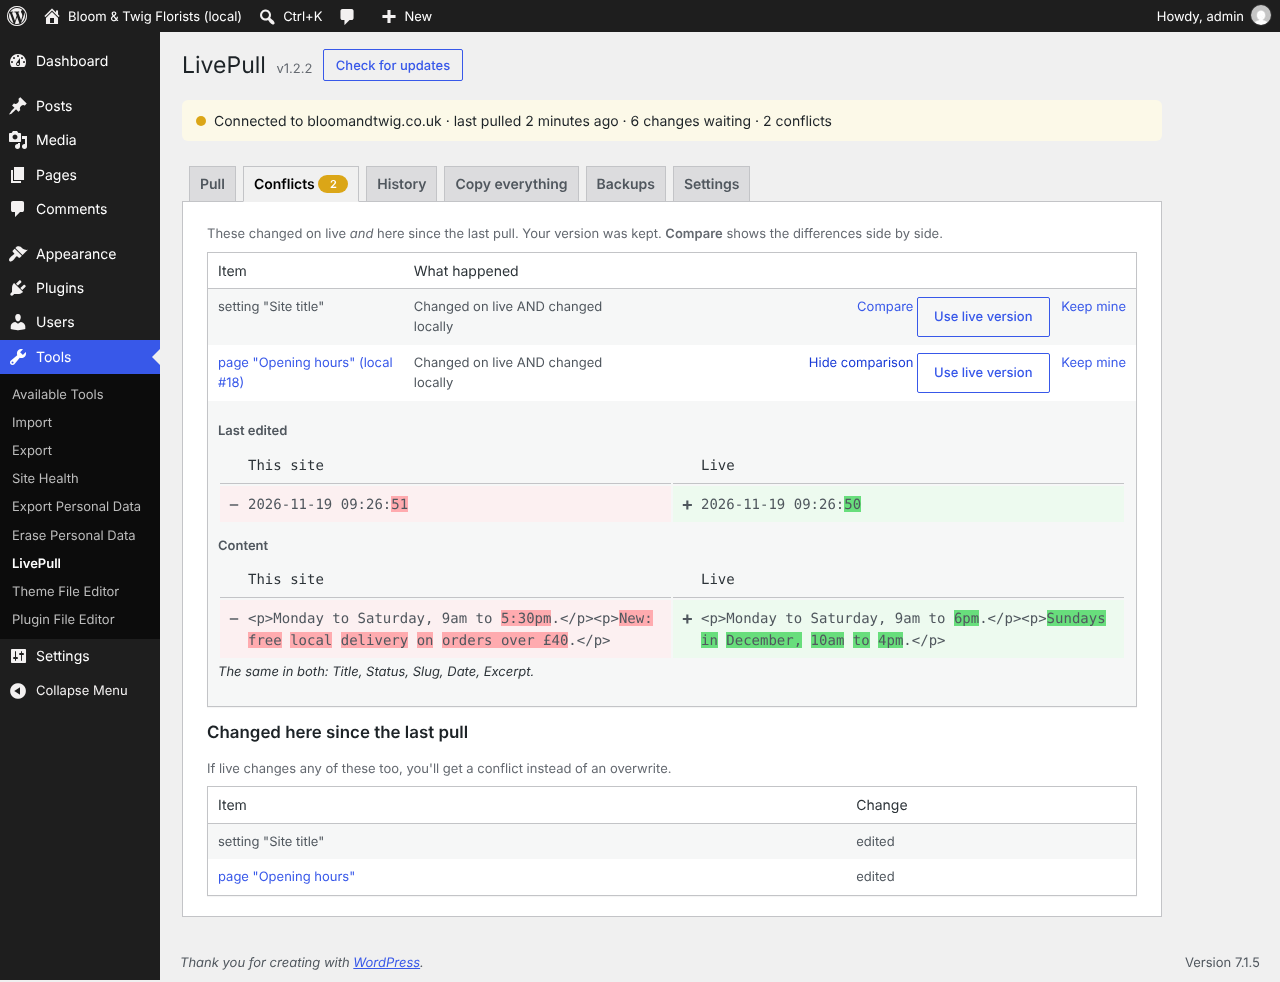 Bloom & Twig Florists (local)
Ctrl+K
New
Howdy, admin
Dashboard
Posts
Media
Pages
Comments
Appearance
Plugins
Users
Tools
Available Tools
Import
Export
Site Health
Export Personal Data
Erase Personal Data
LivePull
Theme File Editor
Plugin File Editor
Settings
Collapse Menu
LivePull v1.2.2 Check for updates
Connected to bloomandtwig.co.uk · last pulled 2 minutes ago · 6 changes waiting · 2 conflicts
Pull Conflicts 2 History Copy everything Backups Settings
These changed on live and here since the last pull. Your version was kept. Compare shows the differences side by side.
Item What happened
setting "Site title" Changed on live AND changed Compare Use live version Keep mine
locally
page "Opening hours" (local Changed on live AND changed Hide comparison Use live version Keep mine
#18) locally
Last edited
This site Live
− 2026-11-19 09:26:51 + 2026-11-19 09:26:50
Content
This site Live
− <p>Monday to Saturday, 9am to 5:30pm.</p><p>New: + <p>Monday to Saturday, 9am to 6pm.</p><p>Sundays
free local delivery on orders over £40.</p> in December, 10am to 4pm.</p>
The same in both: Title, Status, Slug, Date, Excerpt.
Changed here since the last pull
If live changes any of these too, you'll get a conflict instead of an overwrite.
Item Change
setting "Site title" edited
page "Opening hours" edited
Thank you for creating with WordPress. Version 7.1.5